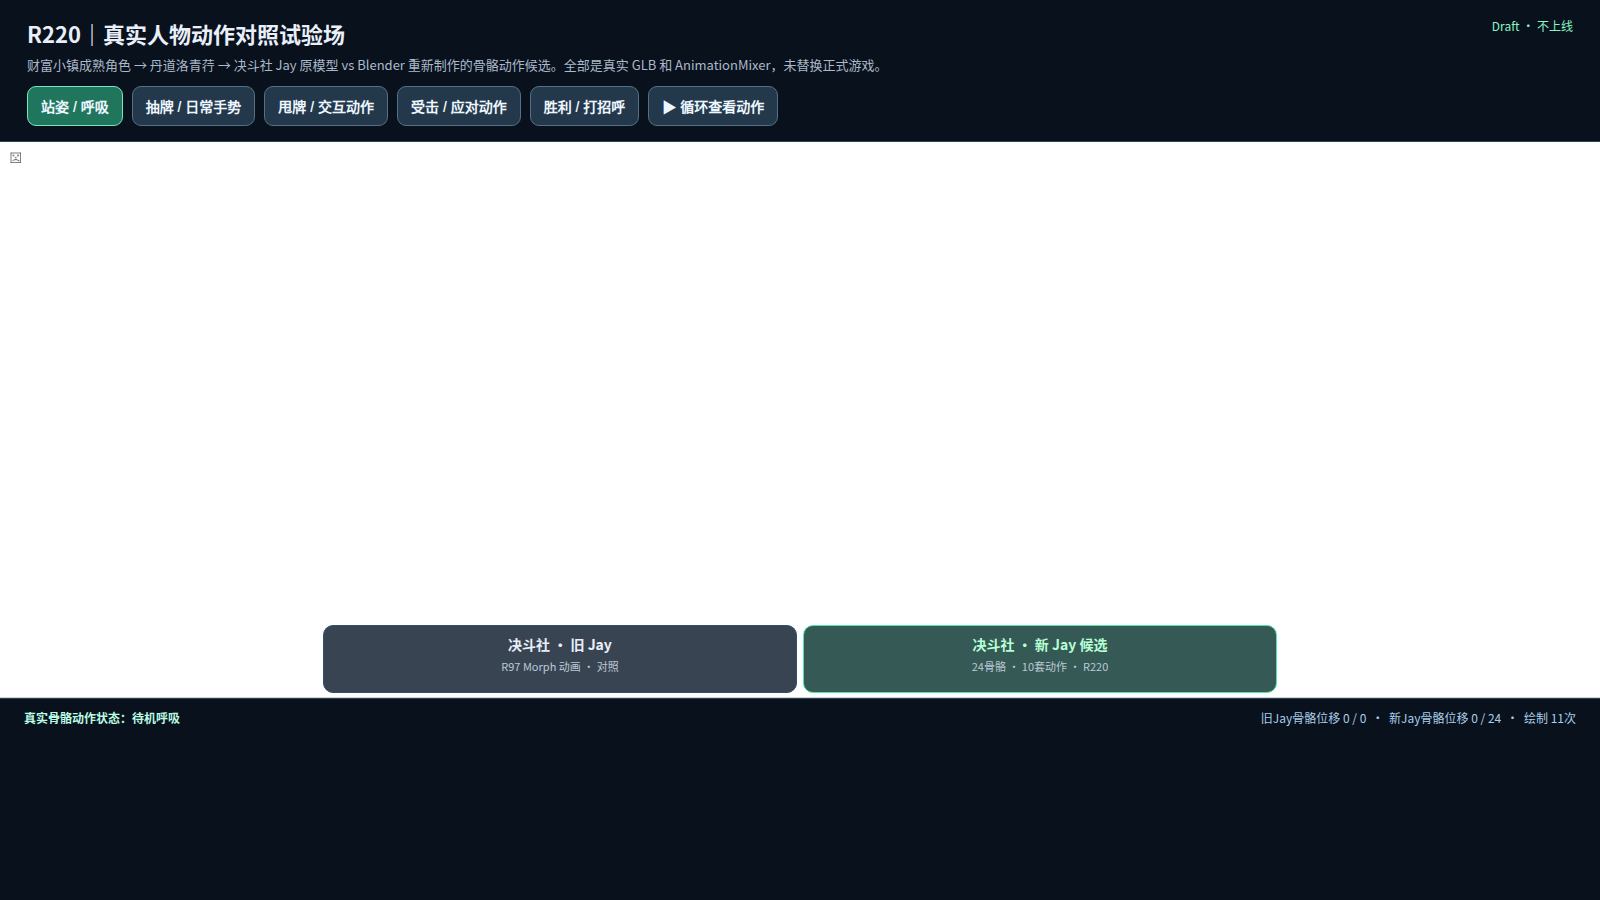 R220｜真实人物动作对照试验场
Draft · 不上线
财富小镇成熟角色 → 丹道洛青荇 → 决斗社 Jay 原模型 vs Blender 重新制作的骨骼动作候选。全部是真实 GLB 和 AnimationMixer，未替换正式游戏。
站姿 / 呼吸
抽牌 / 日常手势
甩牌 / 交互动作
受击 / 应对动作
胜利 / 打招呼
▶ 循环查看动作
决斗社 · 旧 Jay
R97 Morph 动画 · 对照
决斗社 · 新 Jay 候选
24骨骼 · 10套动作 · R220
真实骨骼动作状态：待机呼吸
旧Jay骨骼位移 0 / 0 · 新Jay骨骼位移 0 / 24 · 绘制 11次